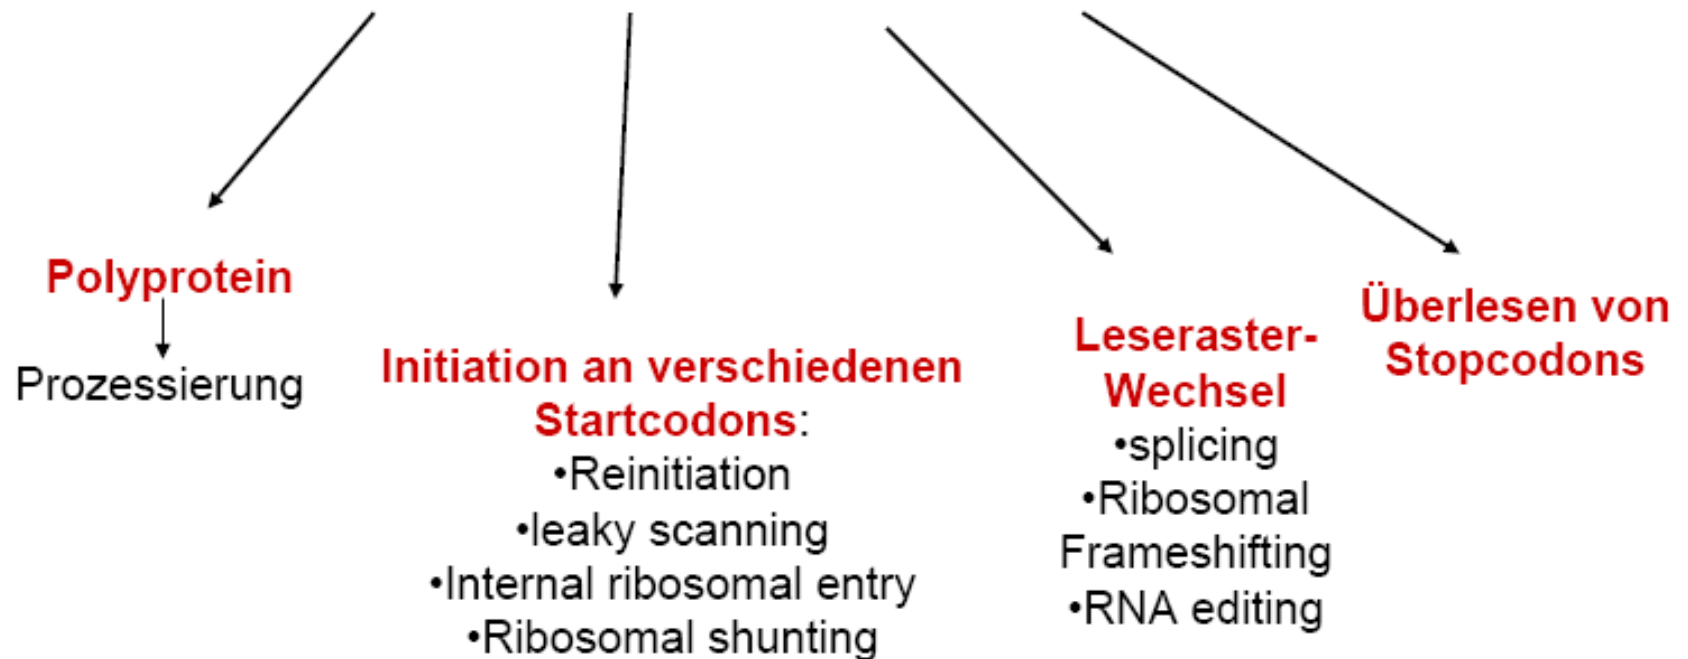 Polyprotein
Prozessierung
Initiation an verschiedenen
Startcodons:
•Reinitiation
•leaky scanning
•Internal ribosomal entry
•Ribosomal shunting
Leseraster-
Wechsel
•splicing
•Ribosomal
Frameshifting
•RNA editing
Überlesen von
Stopcodons